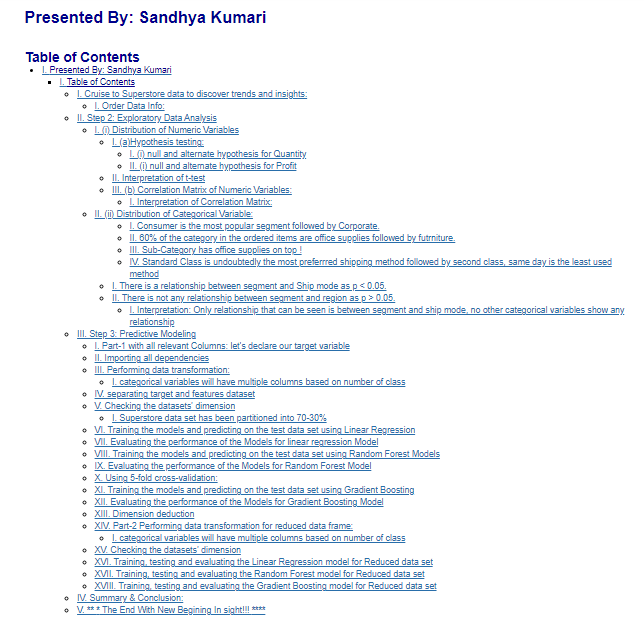 Presented By: Sandhya Kumari
Table of Contents
I. Presented By: Sandhya Kumari
I. Table of Contents
I. Cruise to Superstore data to discover trends and insights:
I. Order Data Info:
II. Step 2: Exploratory Data Analysis
I. (i) Distribution of Numeric Variables
I. (a)Hypothesis testing:
I. (i) null and alternate hypothesis for Quantity
II. (i) null and alternate hypothesis for Profit
II. Interpretation of t-test
III. (b) Correlation Matrix of Numeric Variables:
I. Interpretation of Correlation Matrix:
II. (ii) Distribution of Categorical Variable:
I. Consumer is the most popular segment followed by Corporate.
II. 60% of the category in the ordered items are office supplies followed by futrniture.
III. Sub-Category has office supplies on top !
IV. Standard Class is undoubtedly the most preferrred shipping method followed by second class, same day is the least used
method
I. There is a relationship between segment and Ship mode as p < 0.05.
II. There is not any relationship between segment and region as p > 0.05.
I. Interpretation: Only relationship that can be seen is between segment and ship mode, no other categorical variables show any
relationship
III. Step 3: Predictive Modeling
I. Part-1 with all relevant Columns: let's declare our target variable
II. Importing all dependencies
III. Performing data transformation:
I. categorical variables will have multiple columns based on number of class
IV. separating target and features dataset
V. Checking the datasets' dimension
I. Superstore data set has been partitioned into 70-30%
VI. Training the models and predicting on the test data set using Linear Regression
VII. Evaluating the performance of the Models for linear regression Model
VIII. Training the models and predicting on the test data set using Random Forest Models
IX. Evaluating the performance of the Models for Random Forest Model
X. Using 5-fold cross-validation:
XI. Training the models and predicting on the test data set using Gradient Boosting
XII. Evaluating the performance of the Models for Gradient Boosting Model
XIII. Dimension deduction
XIV. Part-2 Performing data transformation for reduced data frame:
I. categorical variables will have multiple columns based on number of class
XV. Checking the datasets' dimension
XVI. Training, testing and evaluating the Linear Regression model for Reduced data set
XVII. Training, testing and evaluating the Random Forest model for Reduced data set
XVIII. Training, testing and evaluating the Gradient Boosting model for Reduced data set
IV. Summary & Conclusion:
V. ** * The End With New Begining In sight!!! ****